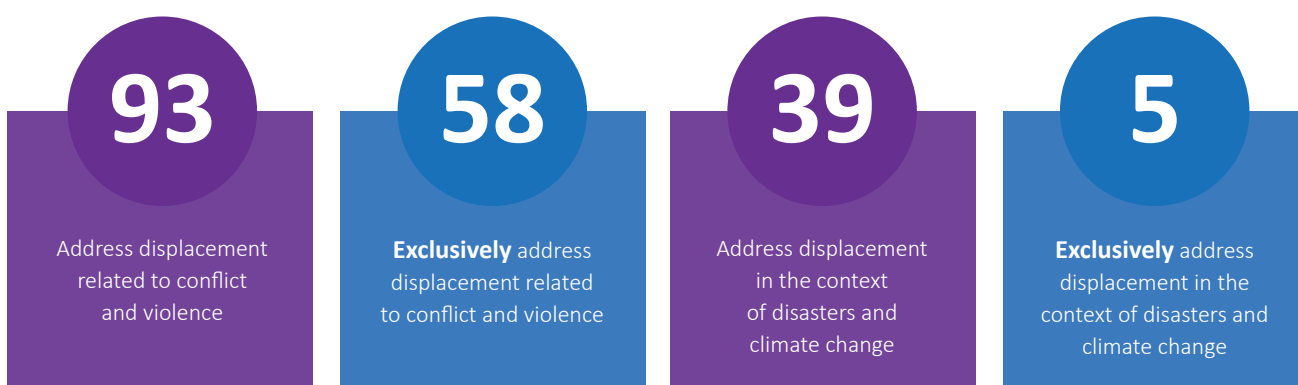 93
Address displacement
related to conflict
and violence
58
Exclusively address
displacement related
to conflict and violence
39
Address displacement
in the context
of disasters and
climate change
5
Exclusively address
displacement in the
context of disasters and
climate change